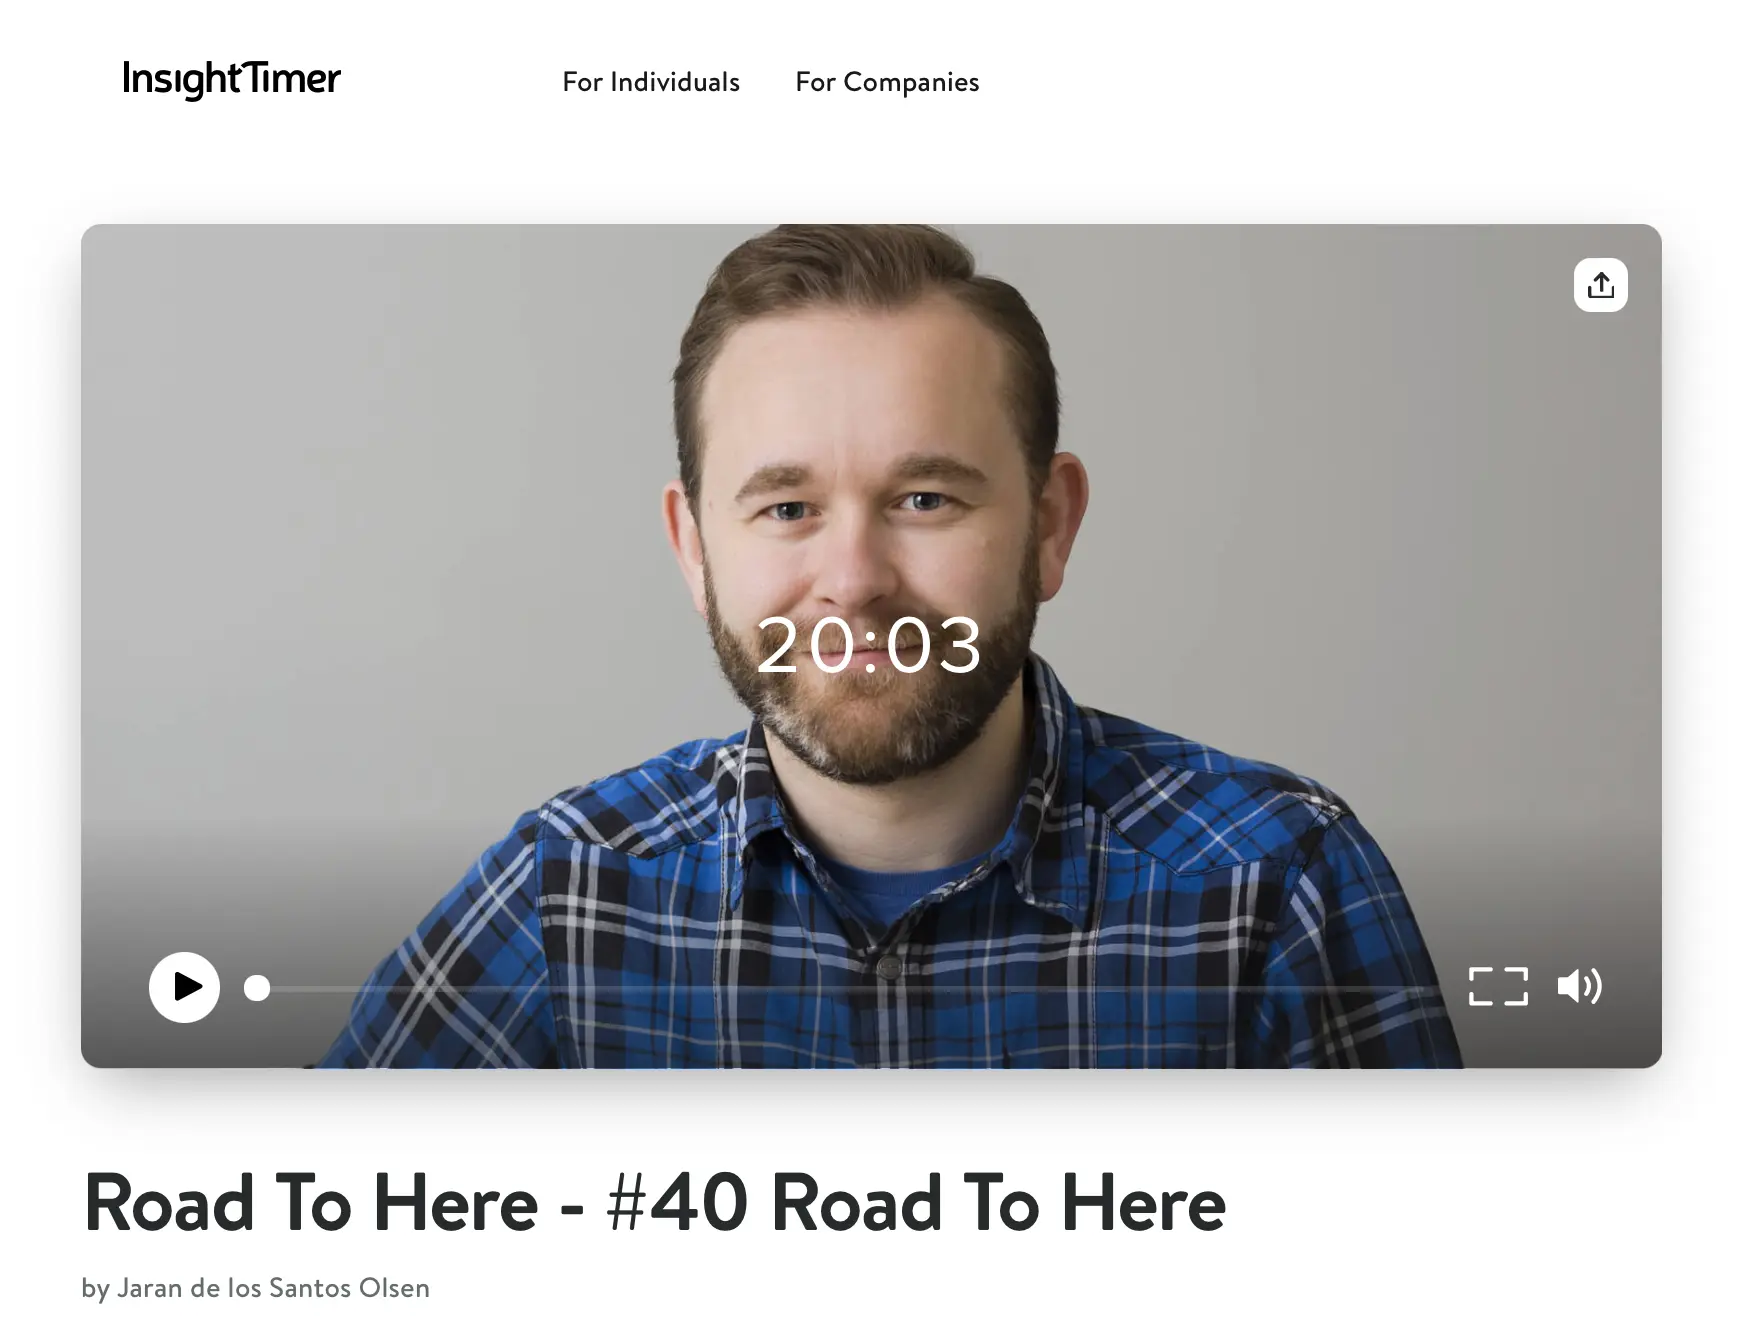 InsightTimer
For Individuals
For Companies
20:03
Road To Here - #40 Road To Here
by Jaran de los Santos Olsen